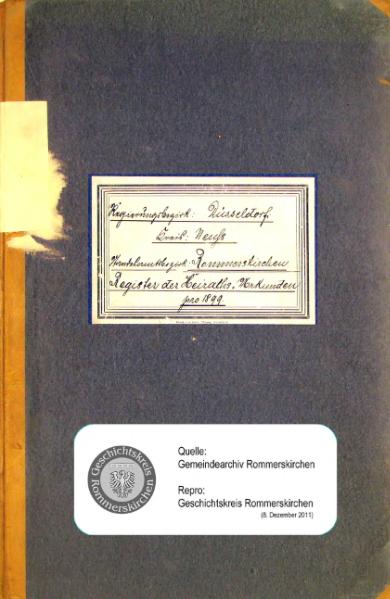 Regierungsbezirk: Düsseldorf.
Kreis: Neuß
Standesamtbezirk: Rommerskirchen
Register der Heiraths-Urkunden
pro 1899
Geschichtskreis
Rommerskirchen
Quelle:
Gemeindearchiv Rommerskirchen
Repro:
Geschichtskreis Rommerskirchen
(8. Dezember 2011)